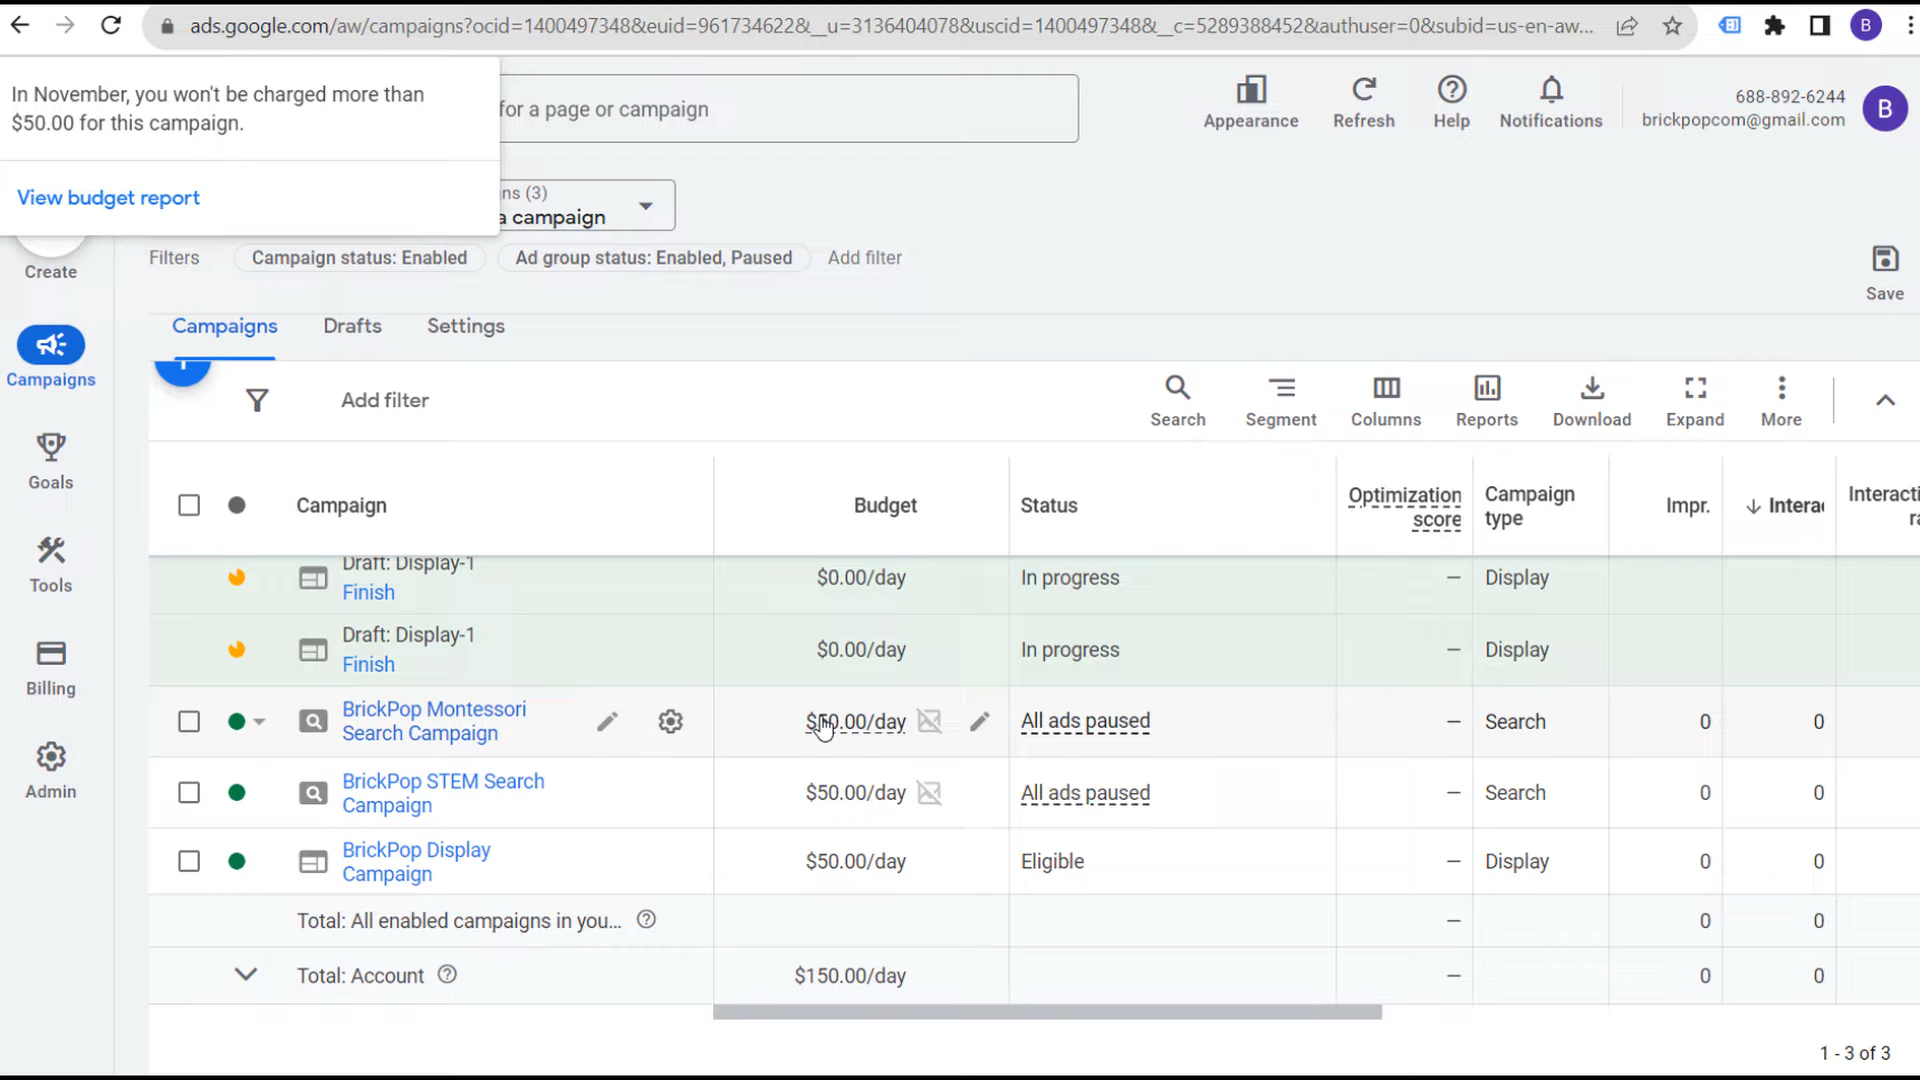 ads.google.com/aw/campaigns?ocid=1400497348&euid=961734622&__u=3136404078&uscid=1400497348&__c=5289388452&authuser=0&subid=us-en-aw...
B
In November, you won't be charged more than
$50.00 for this campaign.
View budget report
for a page or campaign
Appearance
Refresh
Help
Notifications
688-892-6244
brickpopcom@gmail.com
B
ns (3)
a campaign
Create
Filters
Campaign status: Enabled
Ad group status: Enabled, Paused
Add filter
Save
Campaigns
Drafts
Settings
Campaigns
Goals
Tools
Billing
Admin
Add filter
Search
Segment
Columns
Reports
Download
Expand
More
Campaign
Budget
Status
Optimization
score
Campaign
type
Impr.
Intera
Interacti
ra
Draft: Display-1
Finish
$0.00/day
In progress
—
Display
Draft: Display-1
Finish
$0.00/day
In progress
—
Display
BrickPop Montessori
Search Campaign
$50.00/day
All ads paused
—
Search
0
0
BrickPop STEM Search
Campaign
$50.00/day
All ads paused
—
Search
0
0
BrickPop Display
Campaign
$50.00/day
Eligible
—
Display
0
0
Total: All enabled campaigns in you...
—
0
0
Total: Account
$150.00/day
—
0
0
1 - 3 of 3